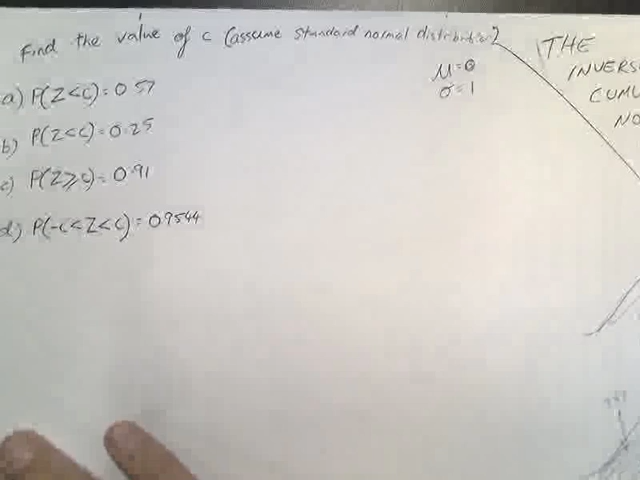 Find the value of c (assume standard normal distribution)
THE
INVERS
CUMU
NO
μ=0
σ=1
a) P(Z<c)=0.57
b) P(Z<c)=0.25
c) P(Z⩾c)=0.91
d) P(-c<Z<c)=0.9544